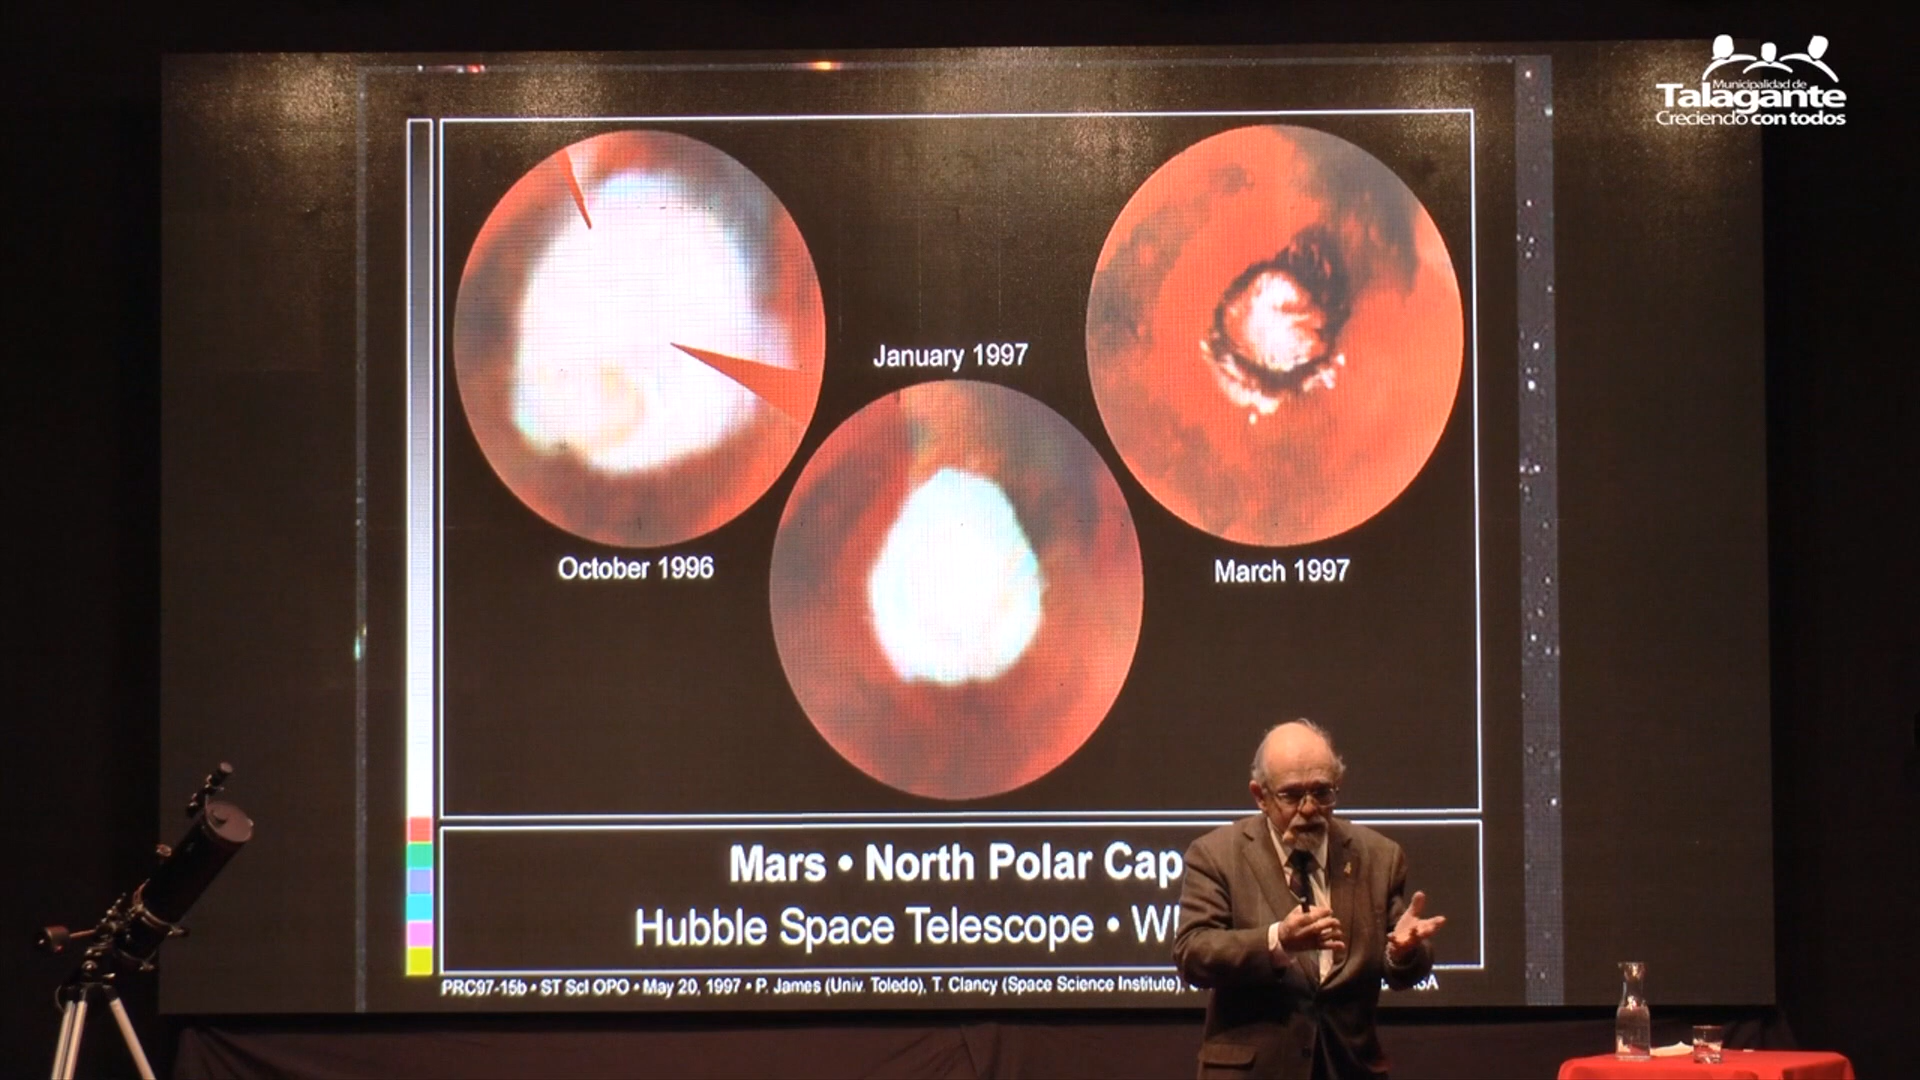 Municipalidad de
Talagante
Creciendo con todos
January 1997
October 1996
March 1997
Mars • North Polar Cap
Hubble Space Telescope •
PRC97-15b • ST ScI OPO • May 20, 1997 • P. James (Univ. Toledo), T. Clancy (Space Science Institute),